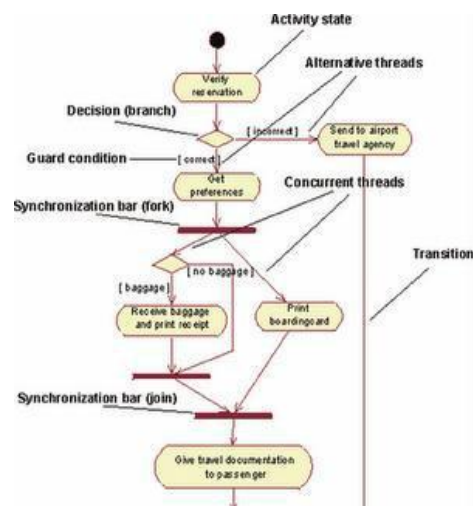 Activity state
Alternative threads
Verify
reservation
Decision (branch)
[ incorrect ]
Send to airport
travel agency
Guard condition
[ correct ]
Get
preferences
Concurrent threads
Synchronization bar (fork)
[ no baggage ]
Transition
[ baggage ]
Receive baggage
and print receipt
Print
boardingcard
Synchronization bar (join)
Give travel documentation
to passenger